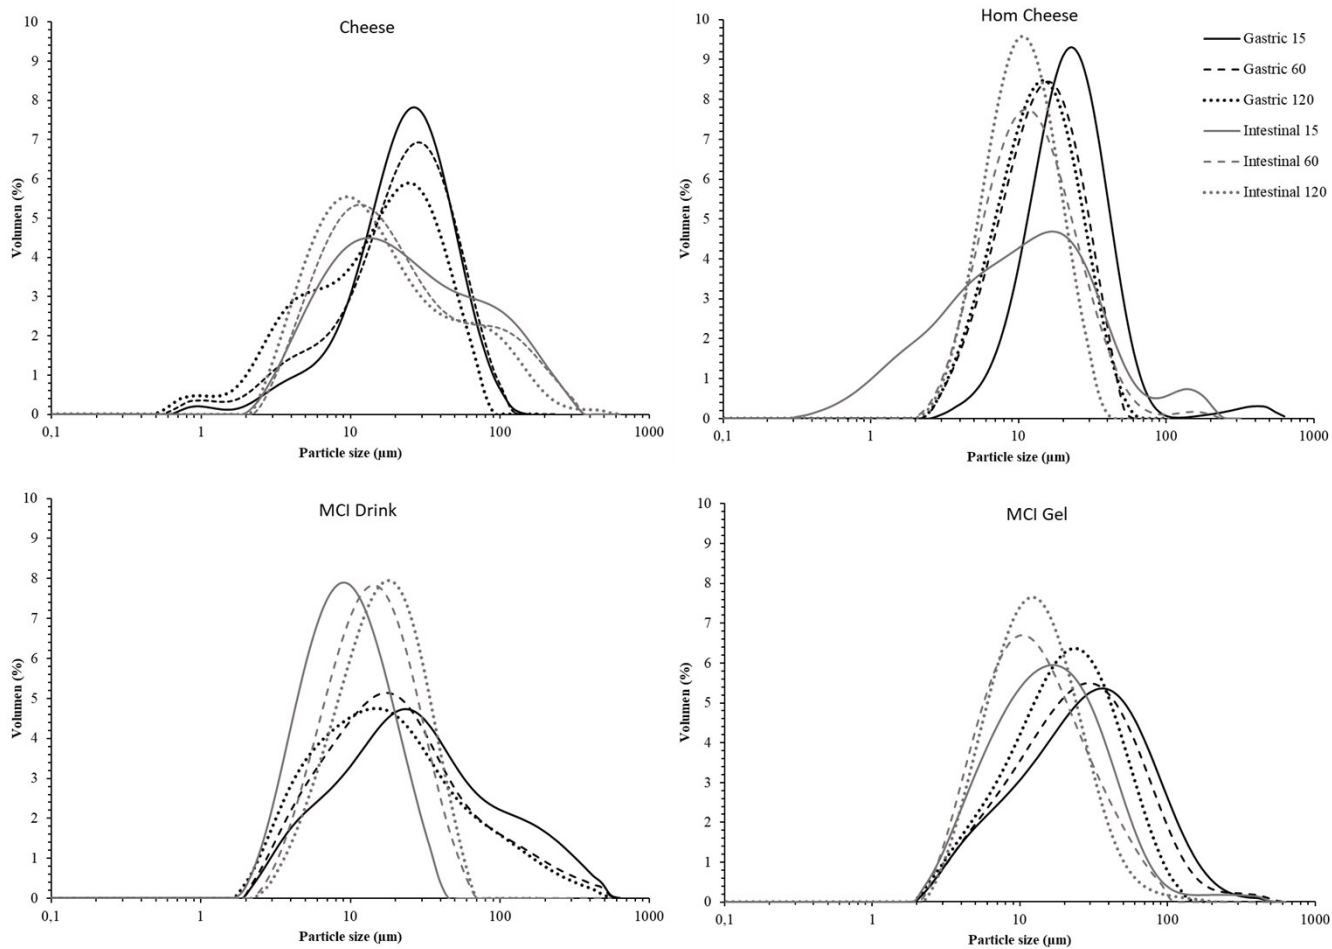 Cheese
10
9
8
7
6
5
4
3
2
1
0
Volumen (%)
0,1 1 10 100 1000
Particle size (µm)
Hom Cheese
10
9
8
7
6
5
4
3
2
1
0
Volumen (%)
0,1 1 10 100 1000
Particle size (µm)
Gastric 15
Gastric 60
Gastric 120
Intestinal 15
Intestinal 60
Intestinal 120
MCI Drink
10
9
8
7
6
5
4
3
2
1
0
Volumen (%)
0,1 1 10 100 1000
Particle size (µm)
MCI Gel
10
9
8
7
6
5
4
3
2
1
0
Volumen (%)
0,1 1 10 100 1000
Particle size (µm)